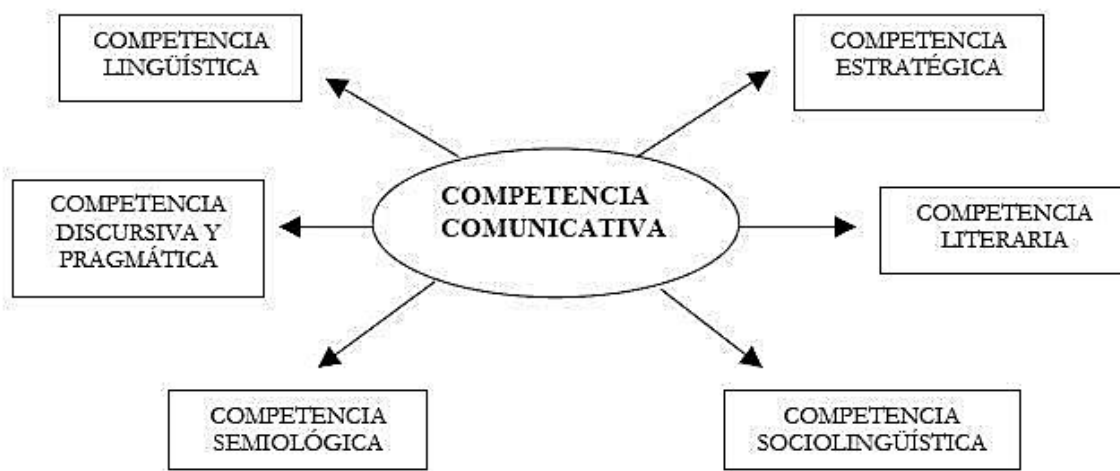 COMPETENCIA
LINGÜÍSTICA
COMPETENCIA
ESTRATÉGICA
COMPETENCIA
COMUNICATIVA
COMPETENCIA
DISCURSIVA Y
PRAGMÁTICA
COMPETENCIA
LITERARIA
COMPETENCIA
SEMIOLÓGICA
COMPETENCIA
SOCIOLINGÜÍSTICA